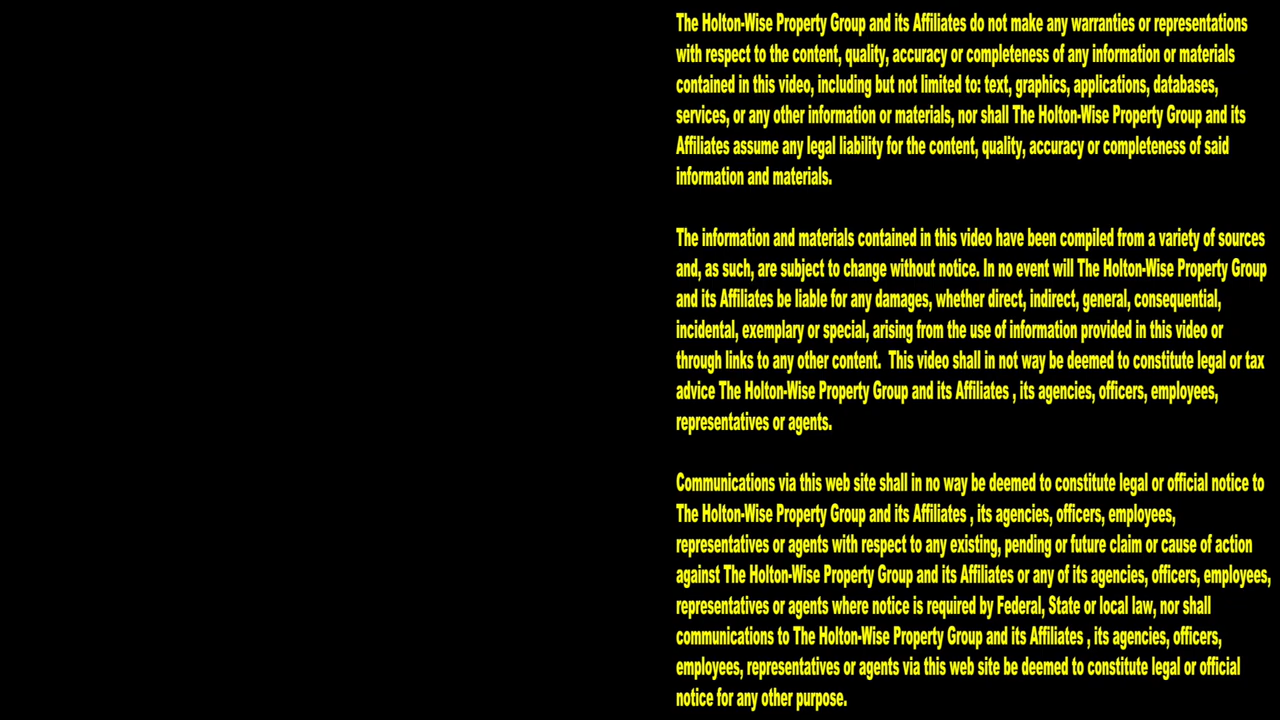 The Holton-Wise Property Group and its Affiliates do not make any warranties or representations
with respect to the content, quality, accuracy or completeness of any information or materials
contained in this video, including but not limited to: text, graphics, applications, databases,
services, or any other information or materials, nor shall The Holton-Wise Property Group and its
Affiliates assume any legal liability for the content, quality, accuracy or completeness of said
information and materials.
The information and materials contained in this video have been compiled from a variety of sources
and, as such, are subject to change without notice. In no event will The Holton-Wise Property Group
and its Affiliates be liable for any damages, whether direct, indirect, general, consequential,
incidental, exemplary or special, arising from the use of information provided in this video or
through links to any other content.  This video shall in not way be deemed to constitute legal or tax
advice The Holton-Wise Property Group and its Affiliates , its agencies, officers, employees,
representatives or agents.
Communications via this web site shall in no way be deemed to constitute legal or official notice to
The Holton-Wise Property Group and its Affiliates , its agencies, officers, employees,
representatives or agents with respect to any existing, pending or future claim or cause of action
against The Holton-Wise Property Group and its Affiliates or any of its agencies, officers, employees,
representatives or agents where notice is required by Federal, State or local law, nor shall
communications to The Holton-Wise Property Group and its Affiliates , its agencies, officers,
employees, representatives or agents via this web site be deemed to constitute legal or official
notice for any other purpose.